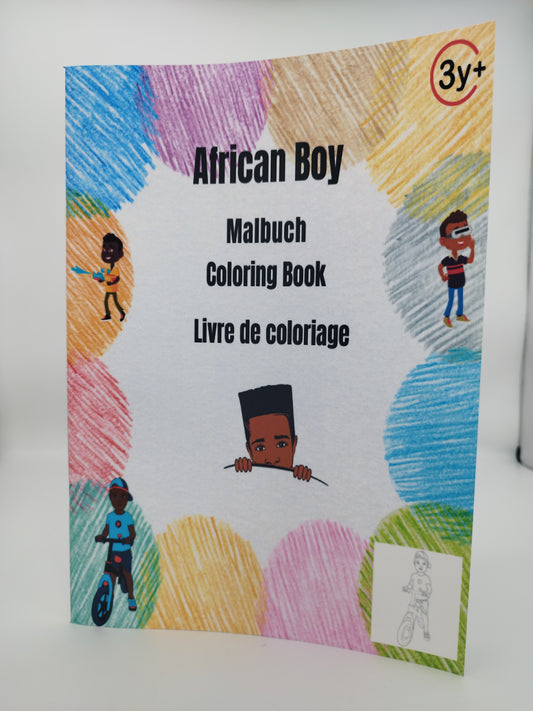 3y+
African Boy
Malbuch
Coloring Book
Livre de coloriage